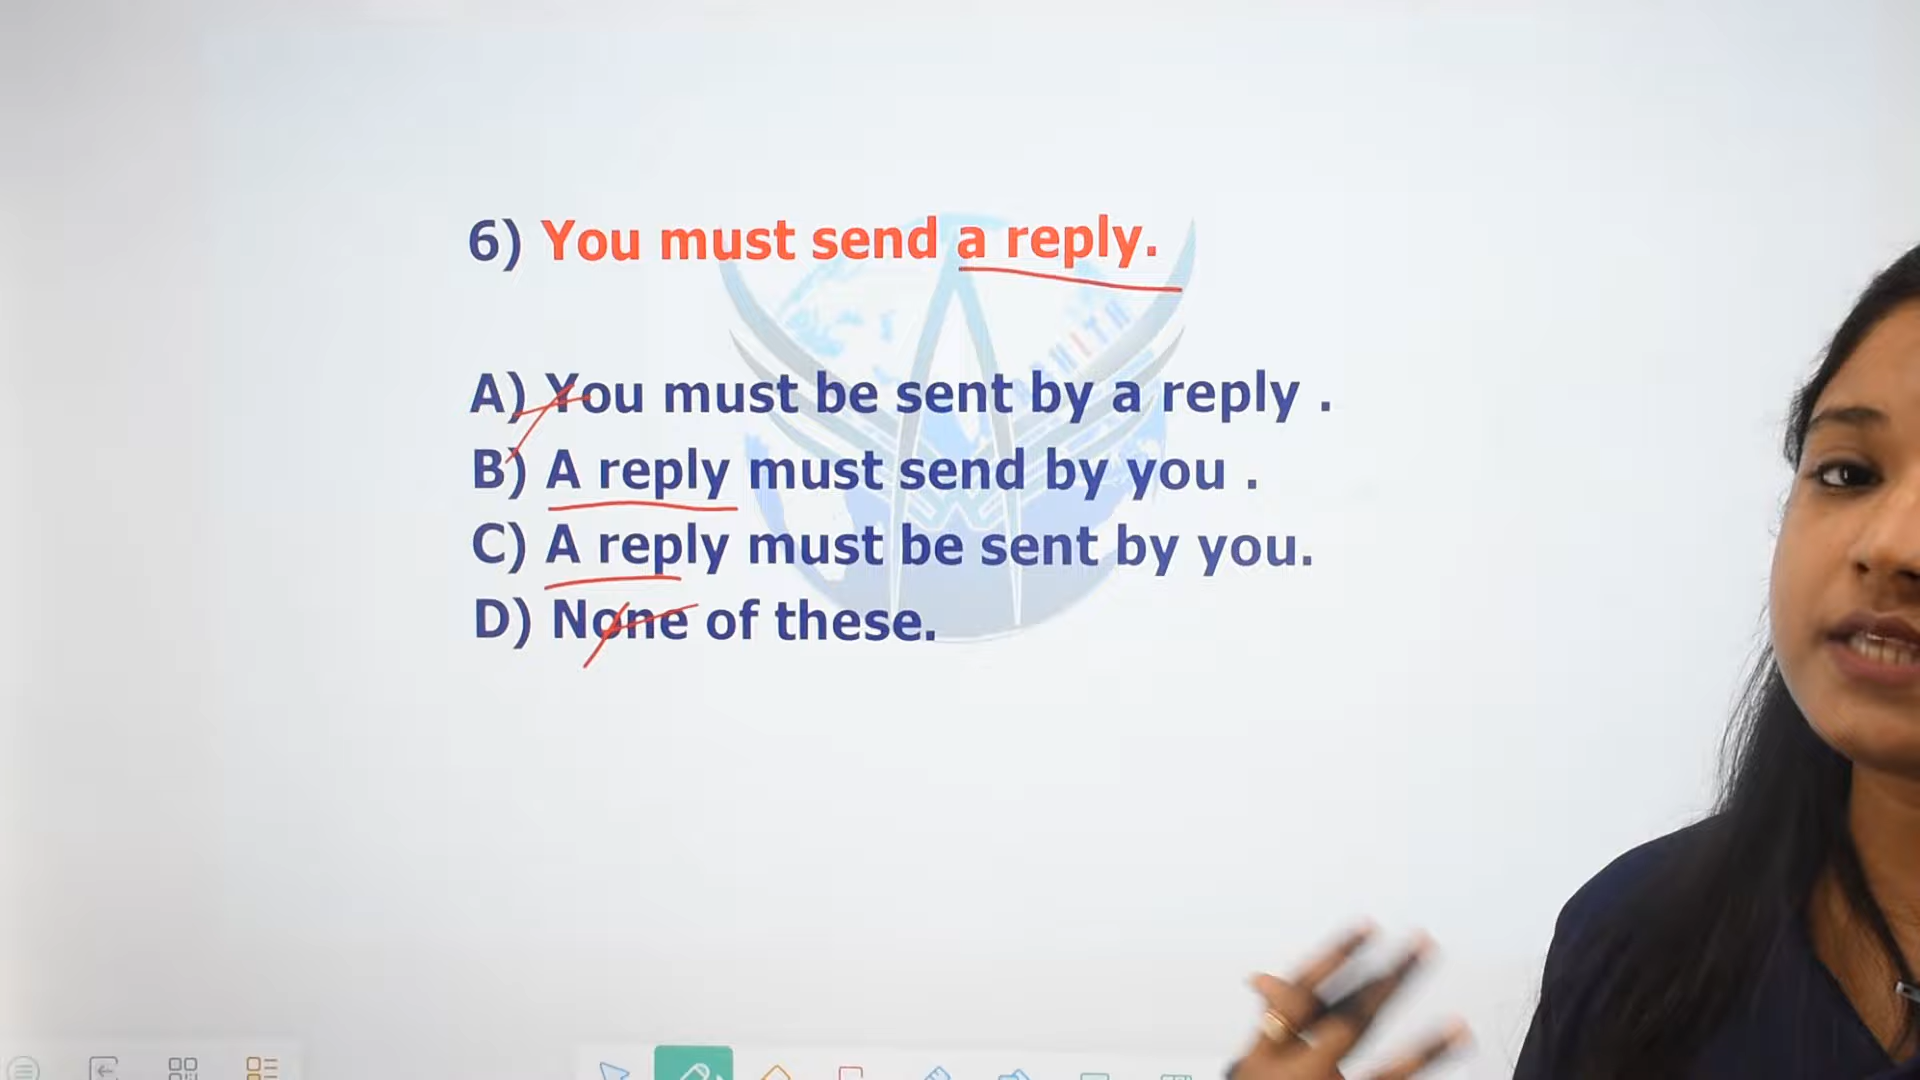 6) You must send a reply.
A) You must be sent by a reply .
B) A reply must send by you .
C) A reply must be sent by you.
D) None of these.